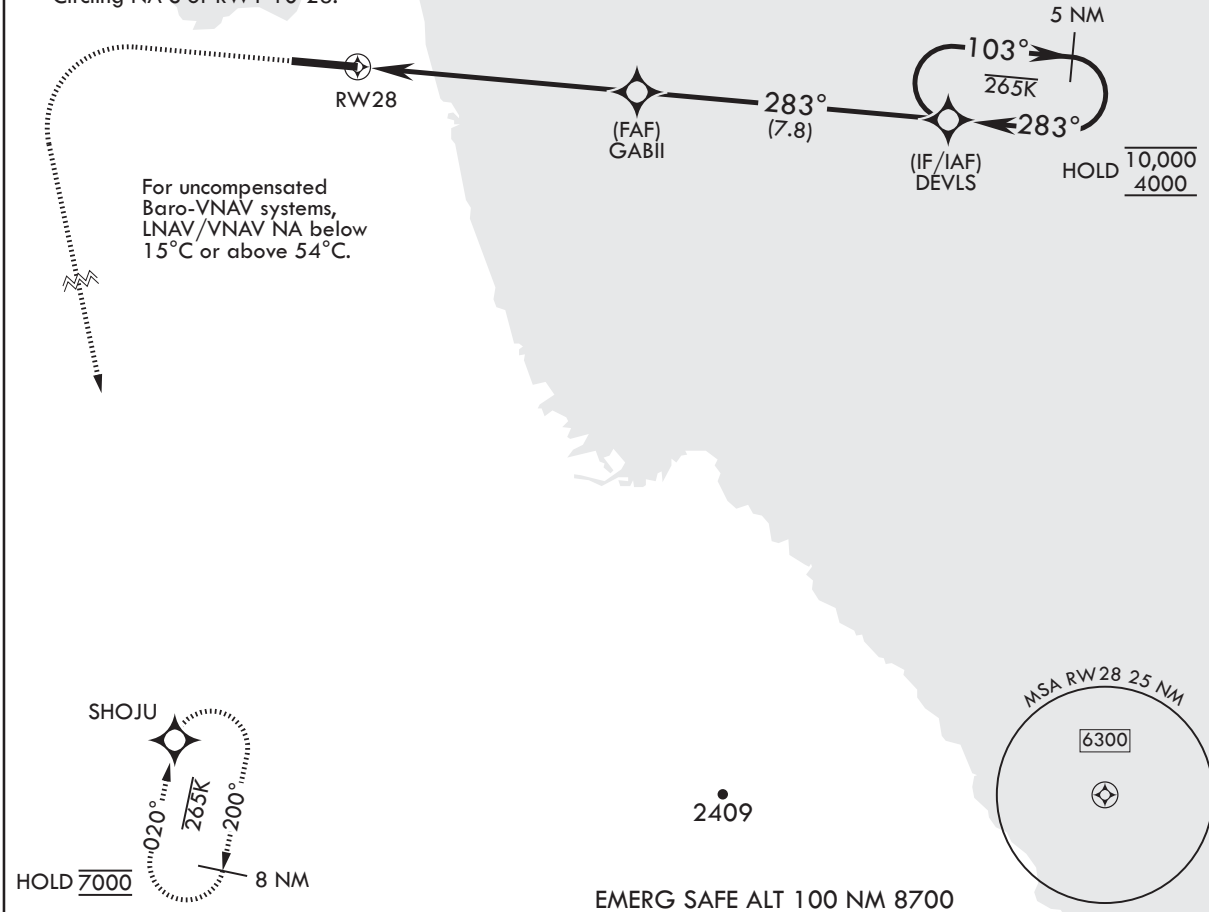 5 NM
103°
265K
RW28
(FAF)
GABII
283°
(7.8)
283°
(IF/IAF)
DEVLS
HOLD 10,000
4000
For uncompensated
Baro-VNAV systems,
LNAV/VNAV NA below
15°C or above 54°C.
SHOJU
020°
265K
200°
HOLD 7000
8 NM
2409
MSA RW28 25 NM
6300
EMERG SAFE ALT 100 NM 8700